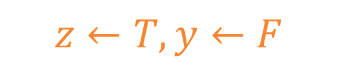 z ← T, y ← F